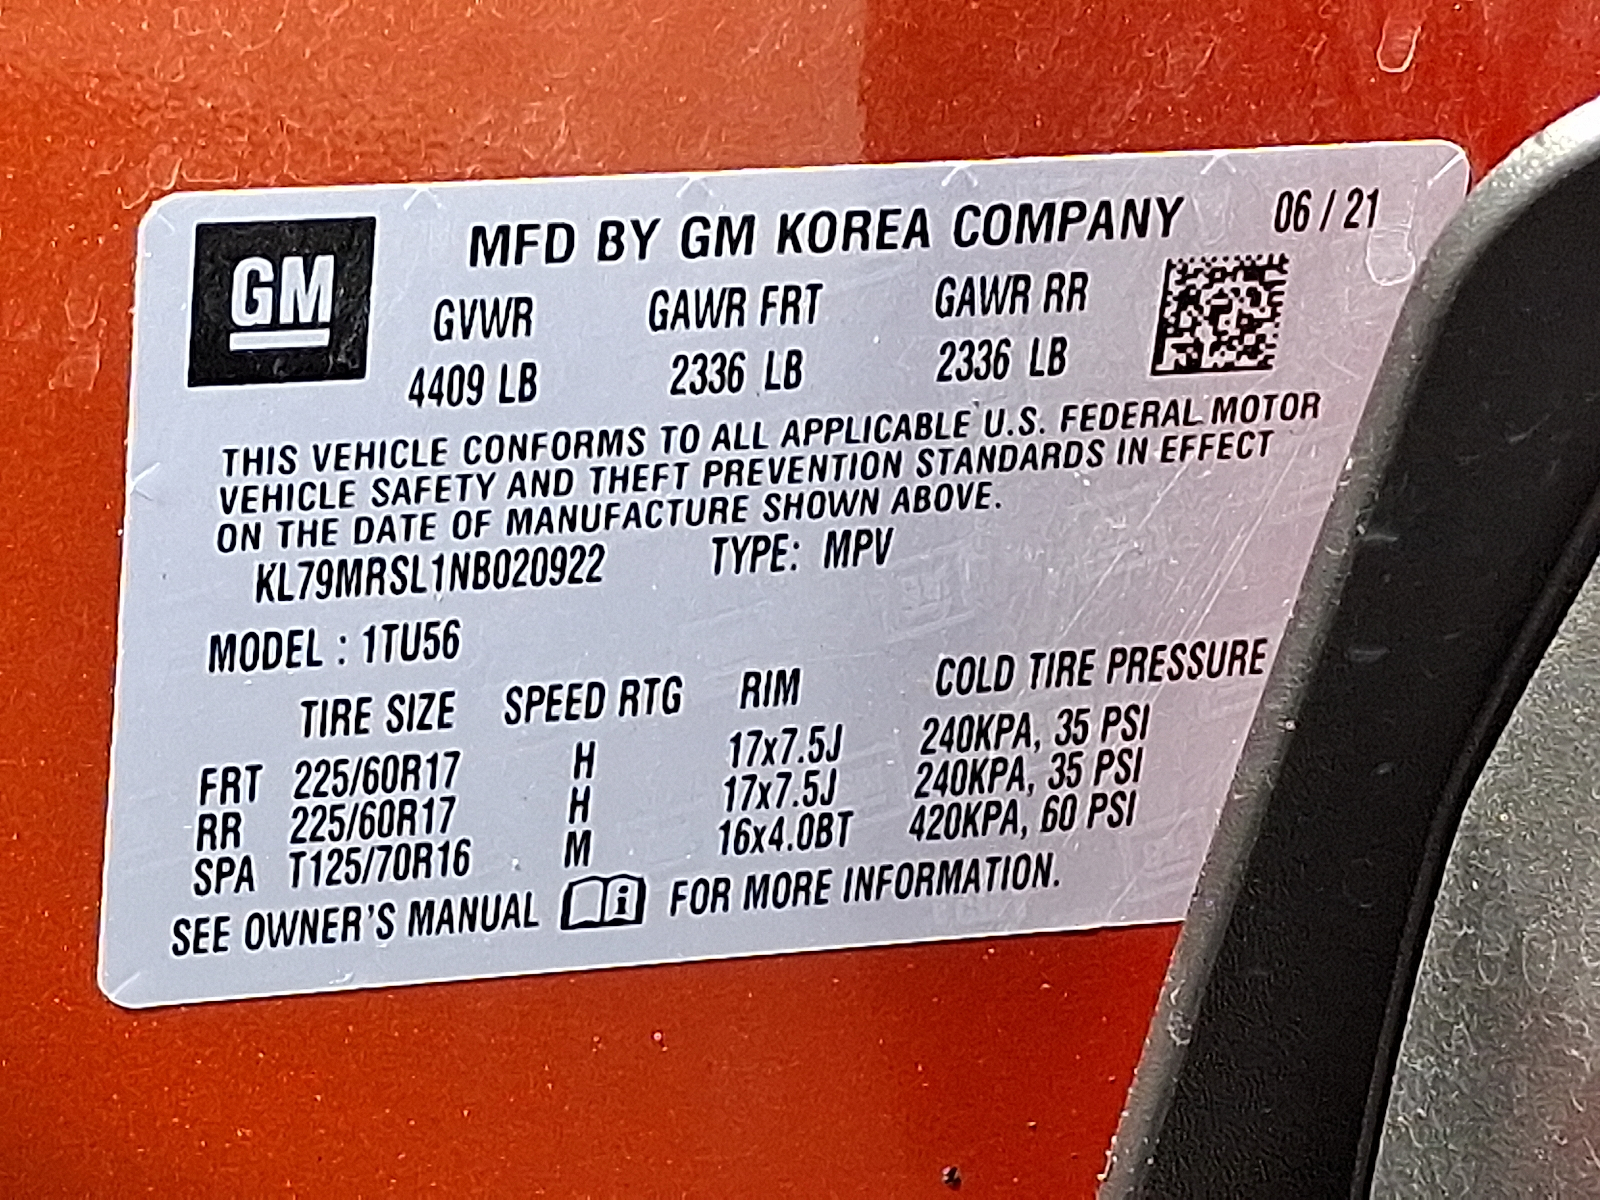 GM
MFD BY GM KOREA COMPANY 06 / 21
GVWR GAWR FRT GAWR RR
4409 LB 2336 LB 2336 LB
THIS VEHICLE CONFORMS TO ALL APPLICABLE U.S. FEDERAL MOTOR
VEHICLE SAFETY AND THEFT PREVENTION STANDARDS IN EFFECT
ON THE DATE OF MANUFACTURE SHOWN ABOVE.
KL79MRSL1NB020922 TYPE: MPV
MODEL : 1TU56
TIRE SIZE SPEED RTG RIM COLD TIRE PRESSURE
FRT 225/60R17 H 17x7.5J 240KPA, 35 PSI
RR 225/60R17 H 17x7.5J 240KPA, 35 PSI
SPA T125/70R16 M 16x4.0BT 420KPA, 60 PSI
SEE OWNER'S MANUAL FOR MORE INFORMATION.